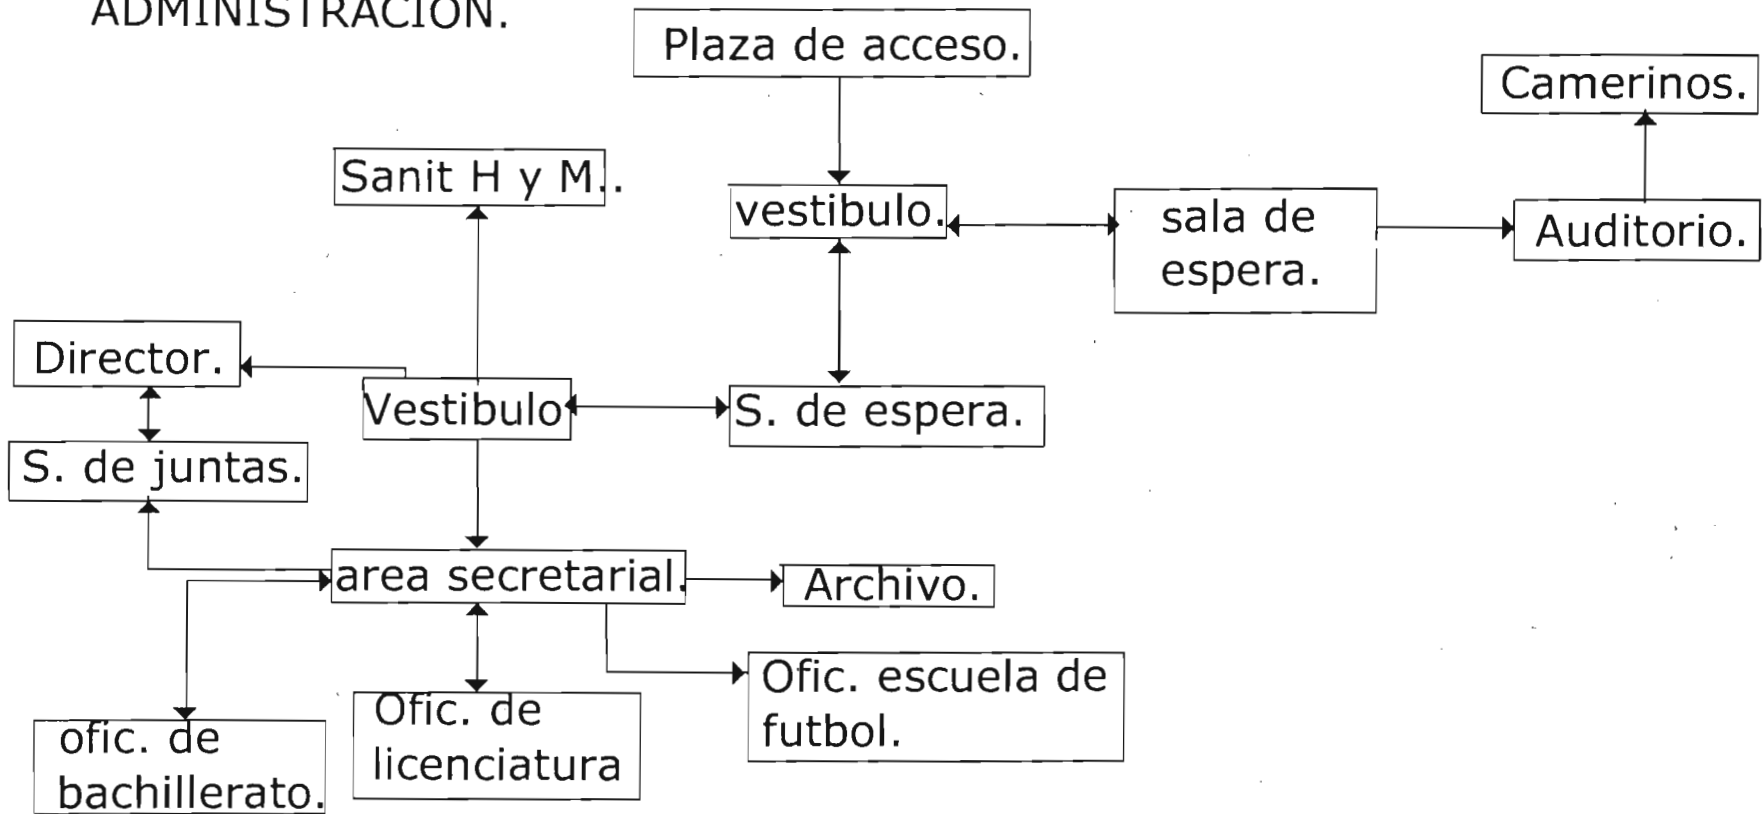 ADMINISTRACION.
Plaza de acceso.
Camerinos.
Sanit H y M..
vestibulo.
sala de
espera.
Auditorio.
Director.
Vestibulo
S. de espera.
S. de juntas.
area secretarial.
Archivo.
Ofic. escuela de
futbol.
Ofic. de
licenciatura
ofic. de
bachillerato.